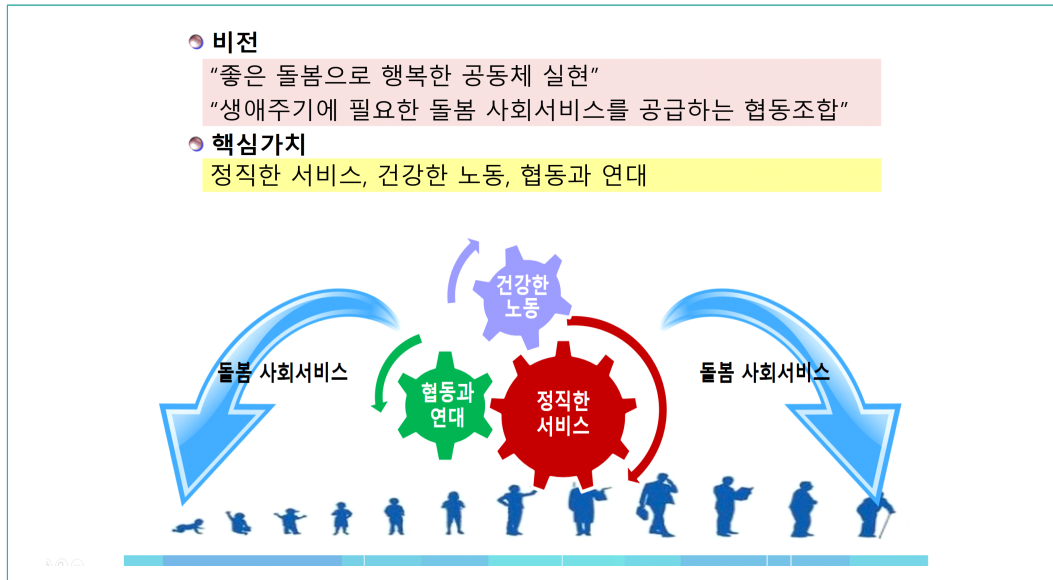 비전
“좋은 돌봄으로 행복한 공동체 실현”
“생애주기에 필요한 돌봄 사회서비스를 공급하는 협동조합”
핵심가치
정직한 서비스, 건강한 노동, 협동과 연대
건강한
노동
돌봄 사회서비스
협동과
연대
정직한
서비스
돌봄 사회서비스